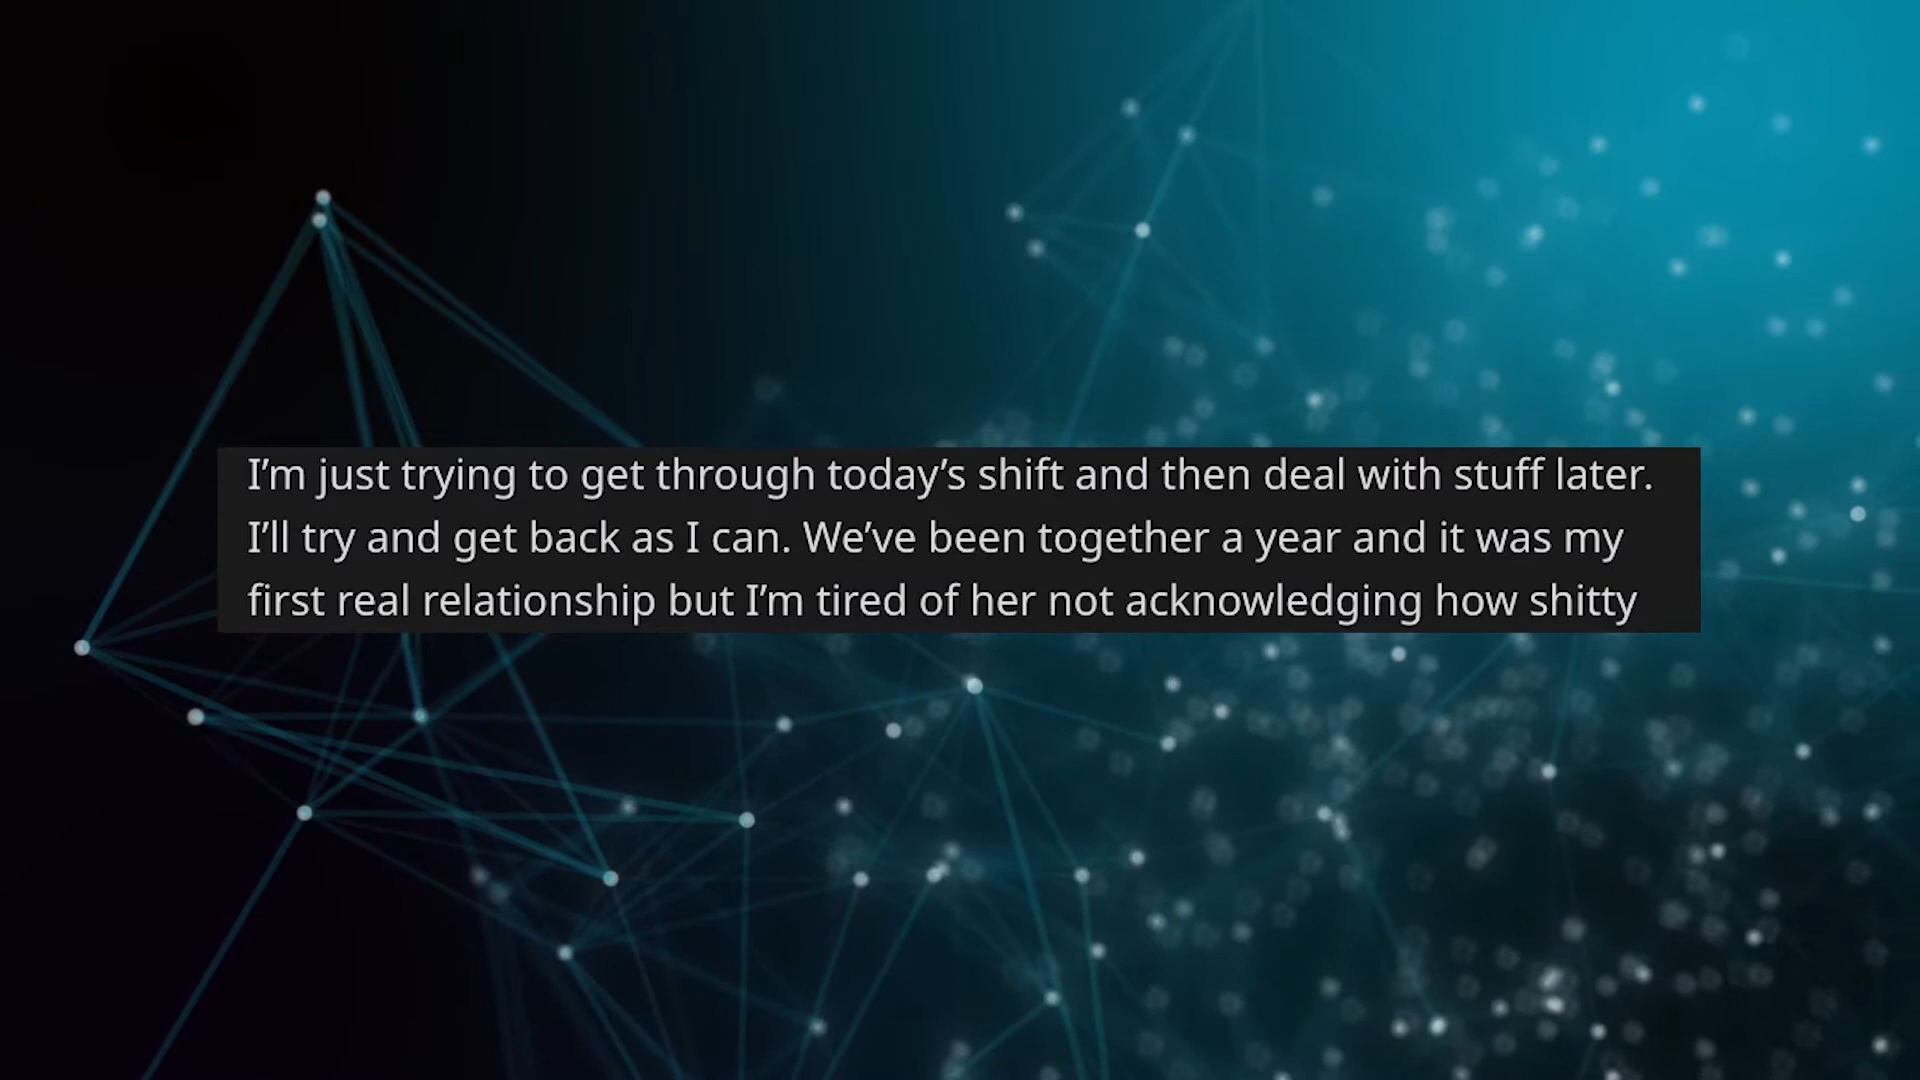 I’m just trying to get through today’s shift and then deal with stuff later.
I’ll try and get back as I can. We’ve been together a year and it was my
first real relationship but I’m tired of her not acknowledging how shitty